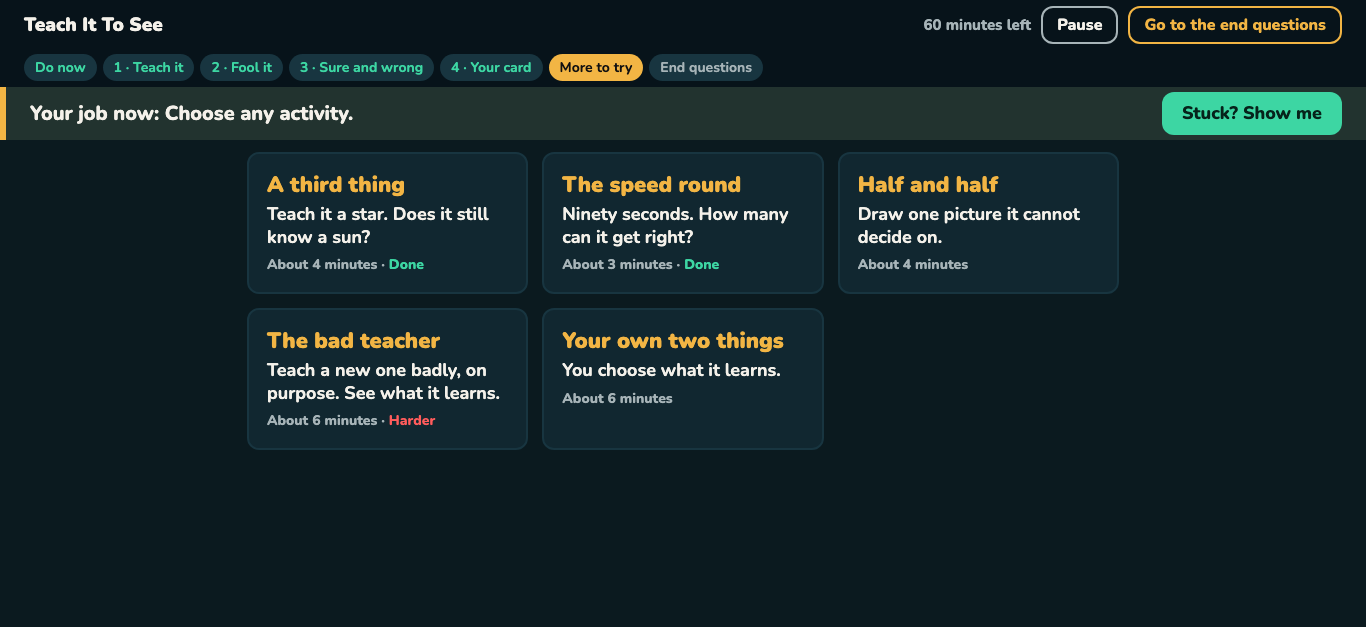 Teach It To See
60 minutes left
Pause
Go to the end questions
Do now
1 · Teach it
2 · Fool it
3 · Sure and wrong
4 · Your card
More to try
End questions
Your job now: Choose any activity.
Stuck? Show me
A third thing
Teach it a star. Does it still
know a sun?
About 4 minutes · Done
The speed round
Ninety seconds. How many
can it get right?
About 3 minutes · Done
Half and half
Draw one picture it cannot
decide on.
About 4 minutes
The bad teacher
Teach a new one badly, on
purpose. See what it learns.
About 6 minutes · Harder
Your own two things
You choose what it learns.
About 6 minutes